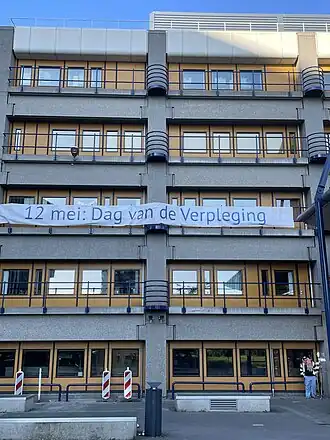 12 mei: Dag van de Verpleging